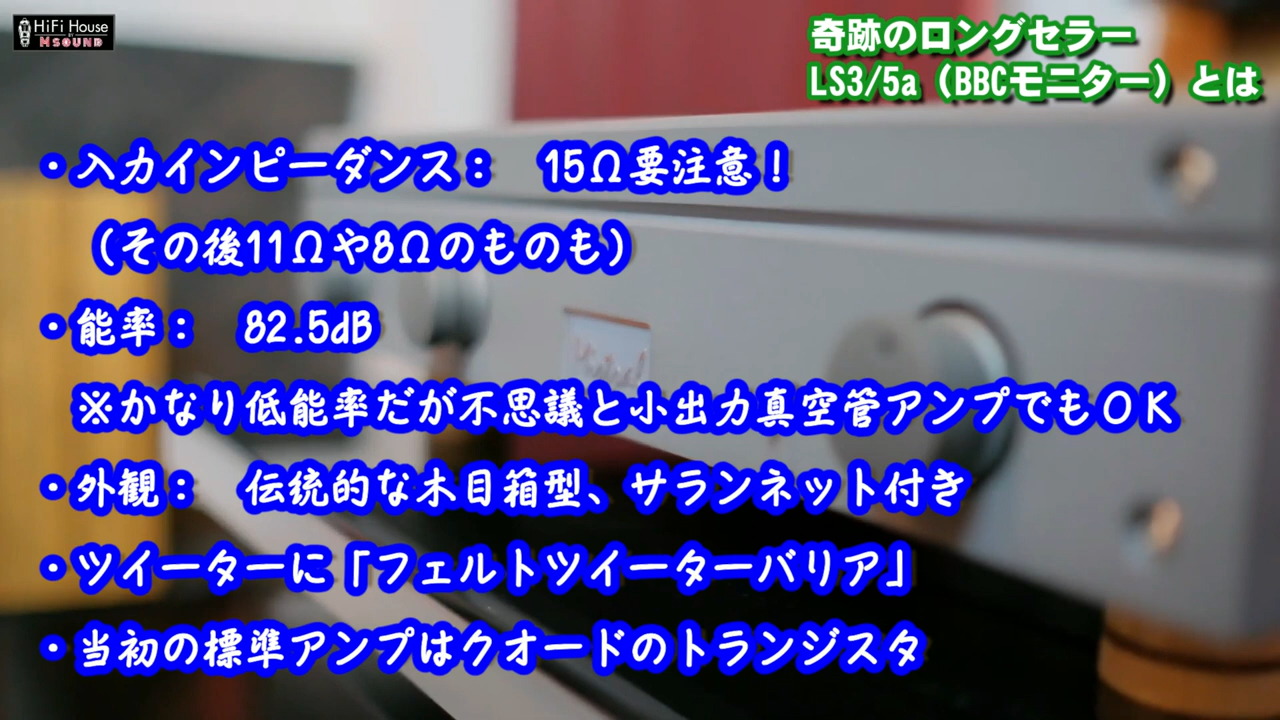 HiFi House
BY
HSOUND
奇跡のロングセラー
LS3/5a（BBCモニター）とは
・入力インピーダンス：　15Ω要注意！
（その後11Ωや8Ωのものも）
・能率：　82.5dB
※かなり低能率だが不思議と小出力真空管アンプでもＯＫ
・外観：　伝統的な木目箱型、サランネット付き
・ツイーターに「フェルトツイーターバリア」
・当初の標準アンプはクオードのトランジスタ